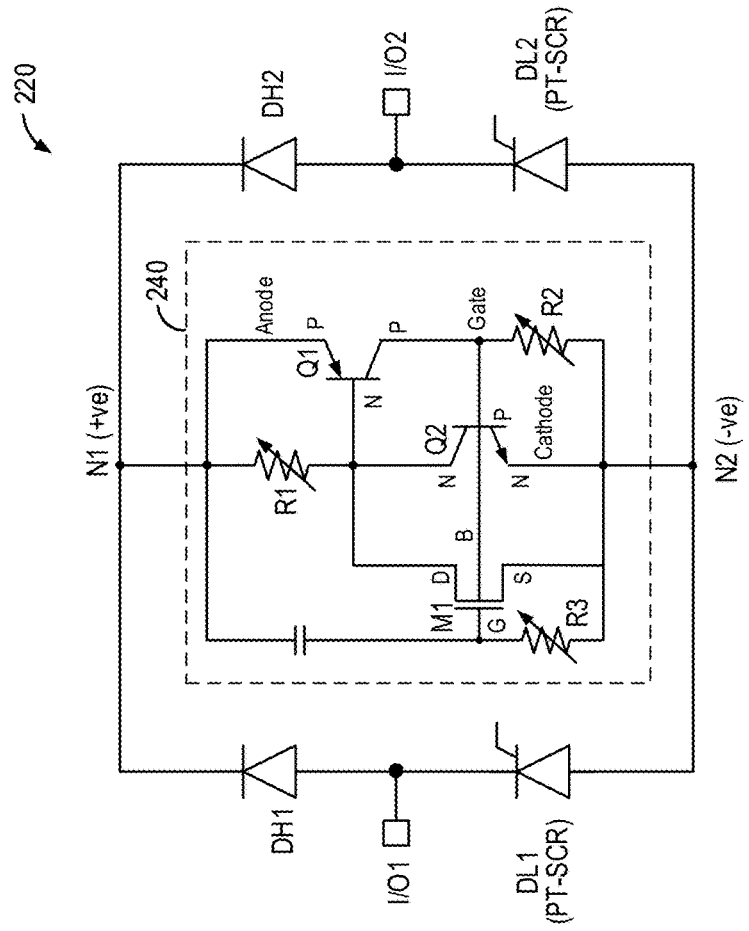 220
N1 (+ve)
240
DH1
DH2
I/O1
I/O2
DL1
(PT-SCR)
DL2
(PT-SCR)
Anode
P
Q1
N
P
R1
Gate
R2
Q2
N
P
N
Cathode
D
B
M1
G
S
R3
N2 (-ve)